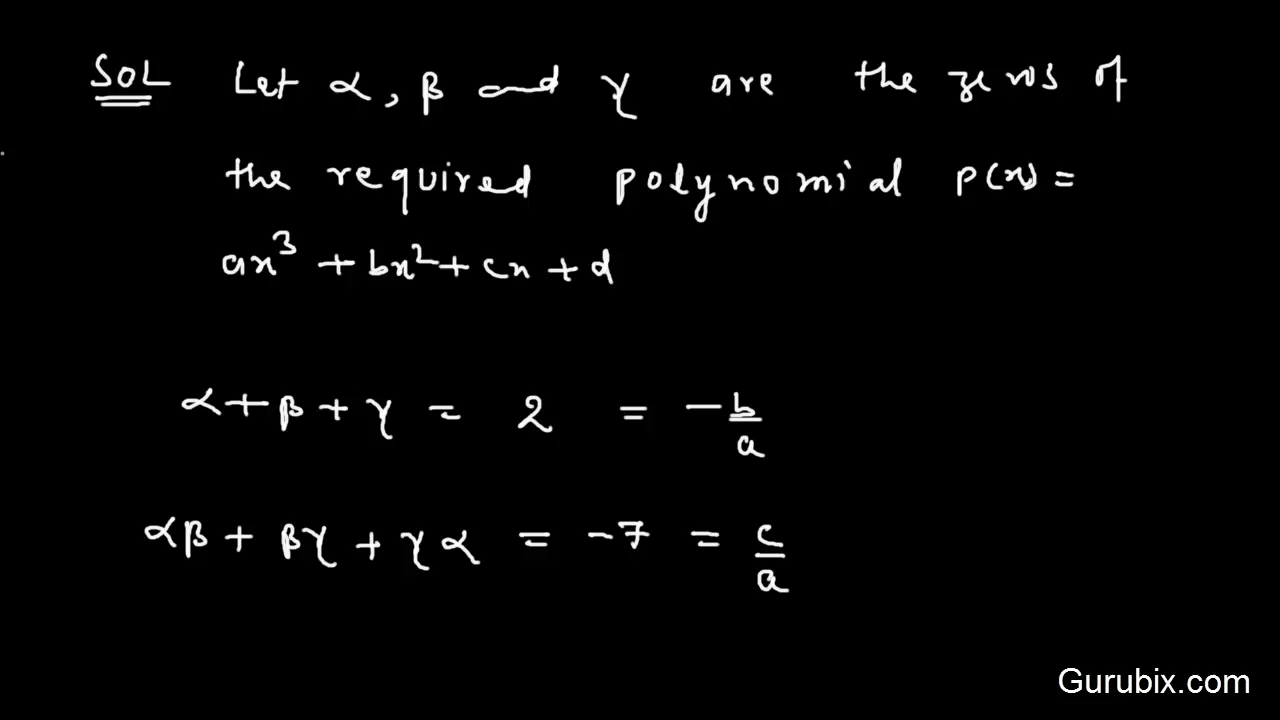 SOL Let α, β and γ are the zeros of
the required polynomial p(x) =
ax³ + bx² + cx + d
α + β + γ = 2 = -b/a
αβ + βγ + γα = -7 = c/a
Gurubix.com